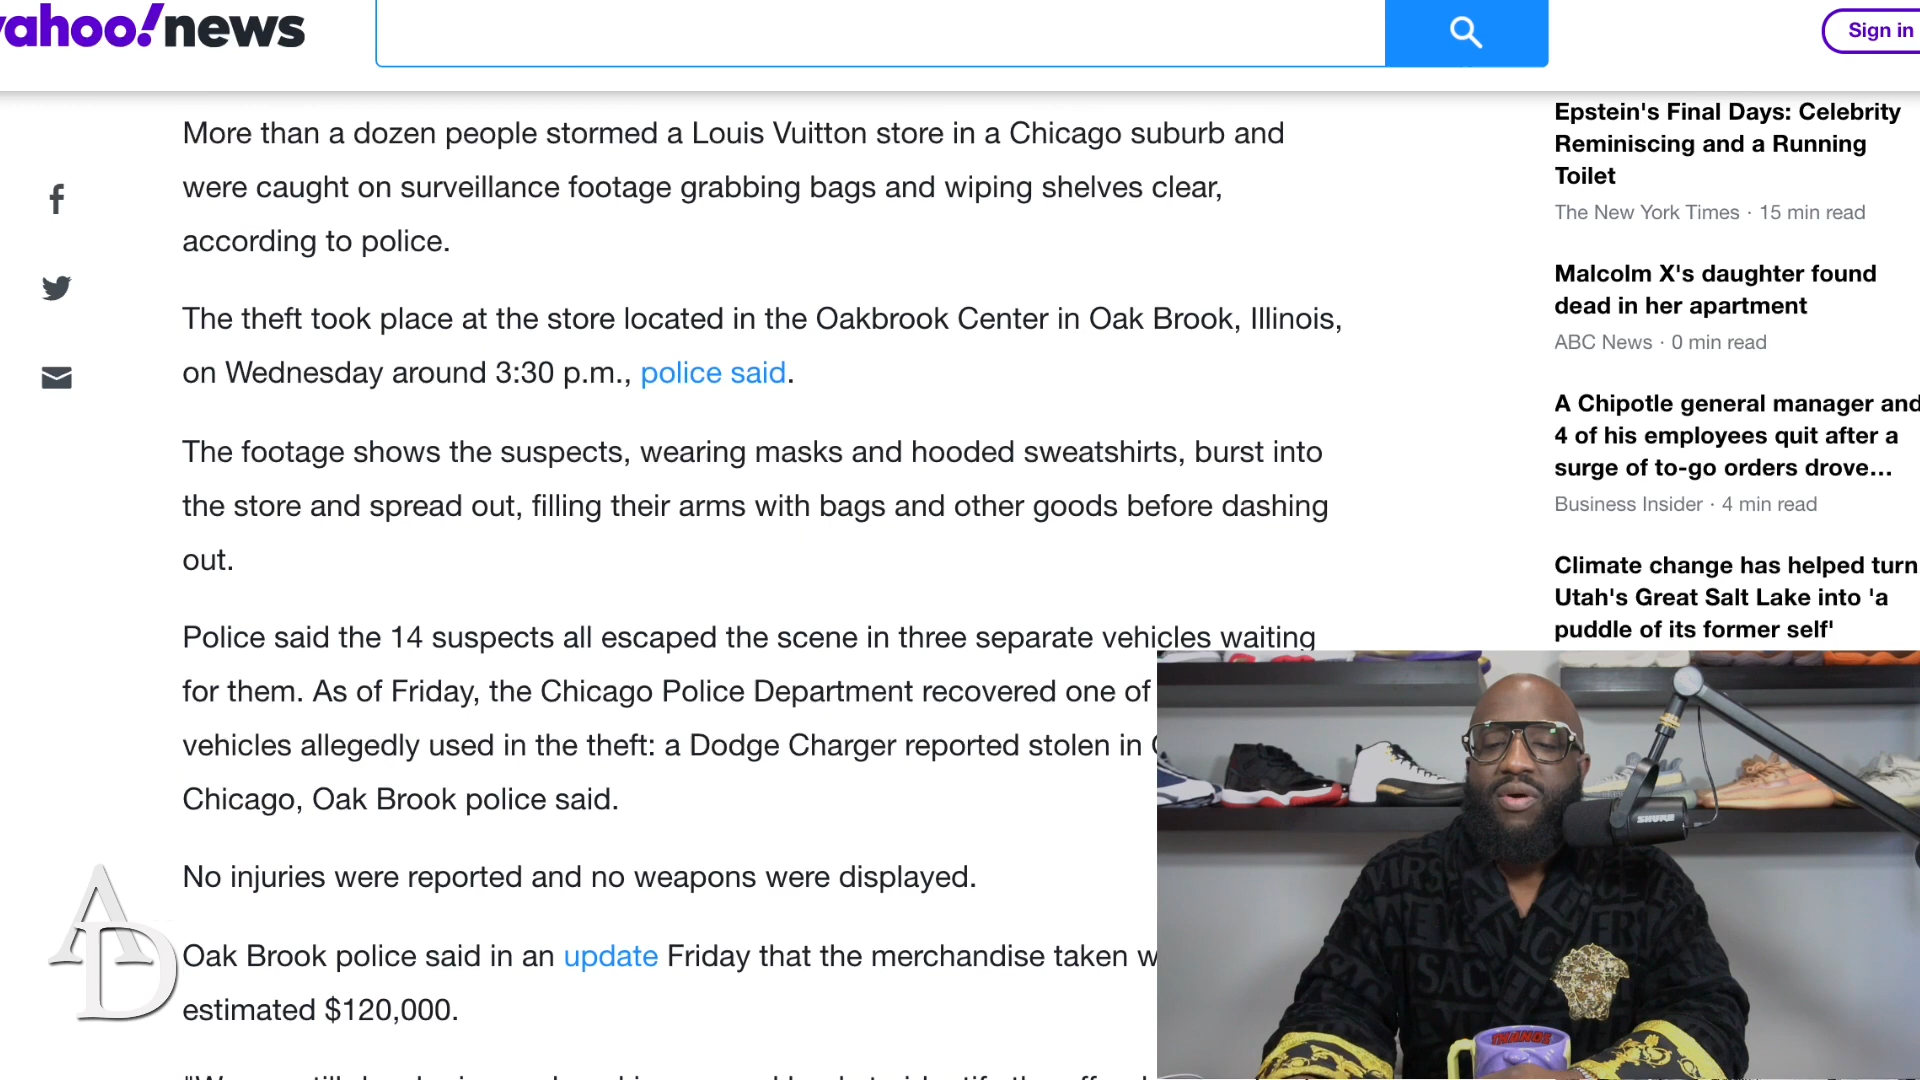 yahoo!news
Sign in
More than a dozen people stormed a Louis Vuitton store in a Chicago suburb and
were caught on surveillance footage grabbing bags and wiping shelves clear,
according to police.
The theft took place at the store located in the Oakbrook Center in Oak Brook, Illinois,
on Wednesday around 3:30 p.m., police said.
The footage shows the suspects, wearing masks and hooded sweatshirts, burst into
the store and spread out, filling their arms with bags and other goods before dashing
out.
Police said the 14 suspects all escaped the scene in three separate vehicles waiting
for them. As of Friday, the Chicago Police Department recovered one of
vehicles allegedly used in the theft: a Dodge Charger reported stolen in
Chicago, Oak Brook police said.
No injuries were reported and no weapons were displayed.
Oak Brook police said in an update Friday that the merchandise taken
estimated $120,000.
Epstein's Final Days: Celebrity
Reminiscing and a Running
Toilet
The New York Times · 15 min read
Malcolm X's daughter found
dead in her apartment
ABC News · 0 min read
A Chipotle general manager and
4 of his employees quit after a
surge of to-go orders drove...
Business Insider · 4 min read
Climate change has helped turn
Utah's Great Salt Lake into 'a
puddle of its former self'
AD
SHURE
THANOS